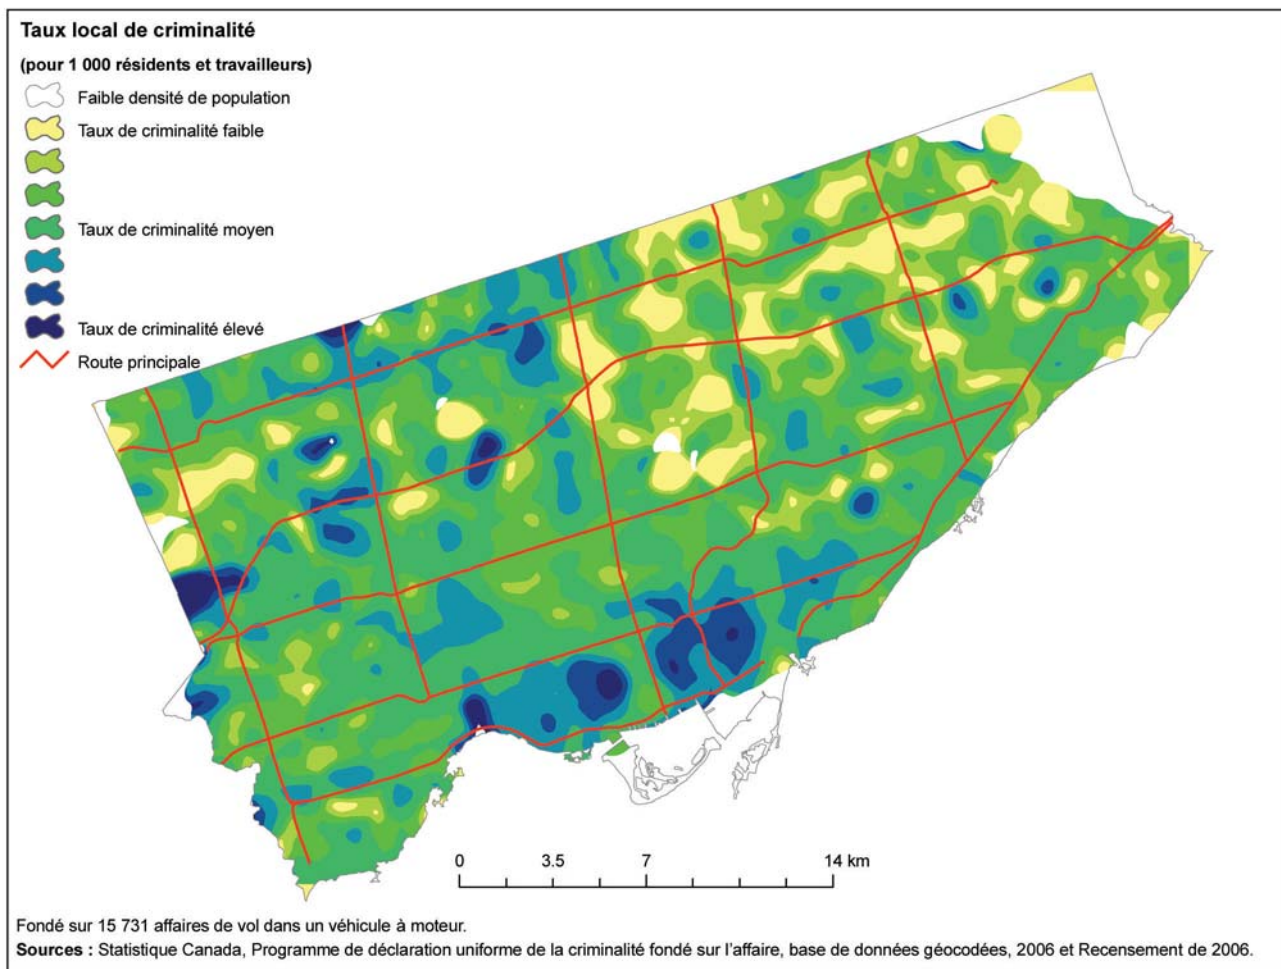 Taux local de criminalité
(pour 1 000 résidents et travailleurs)
Faible densité de population
Taux de criminalité faible
Taux de criminalité moyen
Taux de criminalité élevé
Route principale
0 3.5 7 14 km
Fondé sur 15 731 affaires de vol dans un véhicule à moteur.
Sources : Statistique Canada, Programme de déclaration uniforme de la criminalité fondé sur l'affaire, base de données géocodées, 2006 et Recensement de 2006.